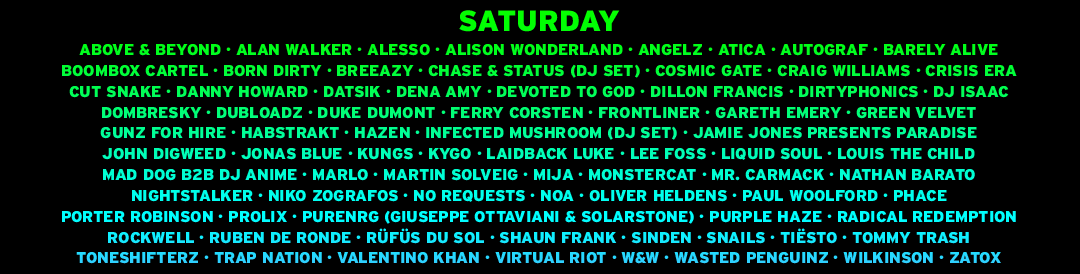 SATURDAY
ABOVE & BEYOND · ALAN WALKER · ALESSO · ALISON WONDERLAND · ANGELZ · ATICA · AUTOGRAF · BARELY ALIVE
BOOMBOX CARTEL · BORN DIRTY · BREEAZY · CHASE & STATUS (DJ SET) · COSMIC GATE · CRAIG WILLIAMS · CRISIS ERA
CUT SNAKE · DANNY HOWARD · DATSIK · DENA AMY · DEVOTED TO GOD · DILLON FRANCIS · DIRTYPHONICS · DJ ISAAC
DOMBRESKY · DUBLOADZ · DUKE DUMONT · FERRY CORSTEN · FRONTLINER · GARETH EMERY · GREEN VELVET
GUNZ FOR HIRE · HABSTRAKT · HAZEN · INFECTED MUSHROOM (DJ SET) · JAMIE JONES PRESENTS PARADISE
JOHN DIGWEED · JONAS BLUE · KUNGS · KYGO · LAIDBACK LUKE · LEE FOSS · LIQUID SOUL · LOUIS THE CHILD
MAD DOG B2B DJ ANIME · MARLO · MARTIN SOLVEIG · MIJA · MONSTERCAT · MR. CARMACK · NATHAN BARATO
NIGHTSTALKER · NIKO ZOGRAFOS · NO REQUESTS · NOA · OLIVER HELDENS · PAUL WOOLFORD · PHACE
PORTER ROBINSON · PROLIX · PURENRG (GIUSEPPE OTTAVIANI & SOLARSTONE) · PURPLE HAZE · RADICAL REDEMPTION
ROCKWELL · RUBEN DE RONDE · RÜFÜS DU SOL · SHAUN FRANK · SINDEN · SNAILS · TIËSTO · TOMMY TRASH
TONESHIFTERZ · TRAP NATION · VALENTINO KHAN · VIRTUAL RIOT · W&W · WASTED PENGUINZ · WILKINSON · ZATOX